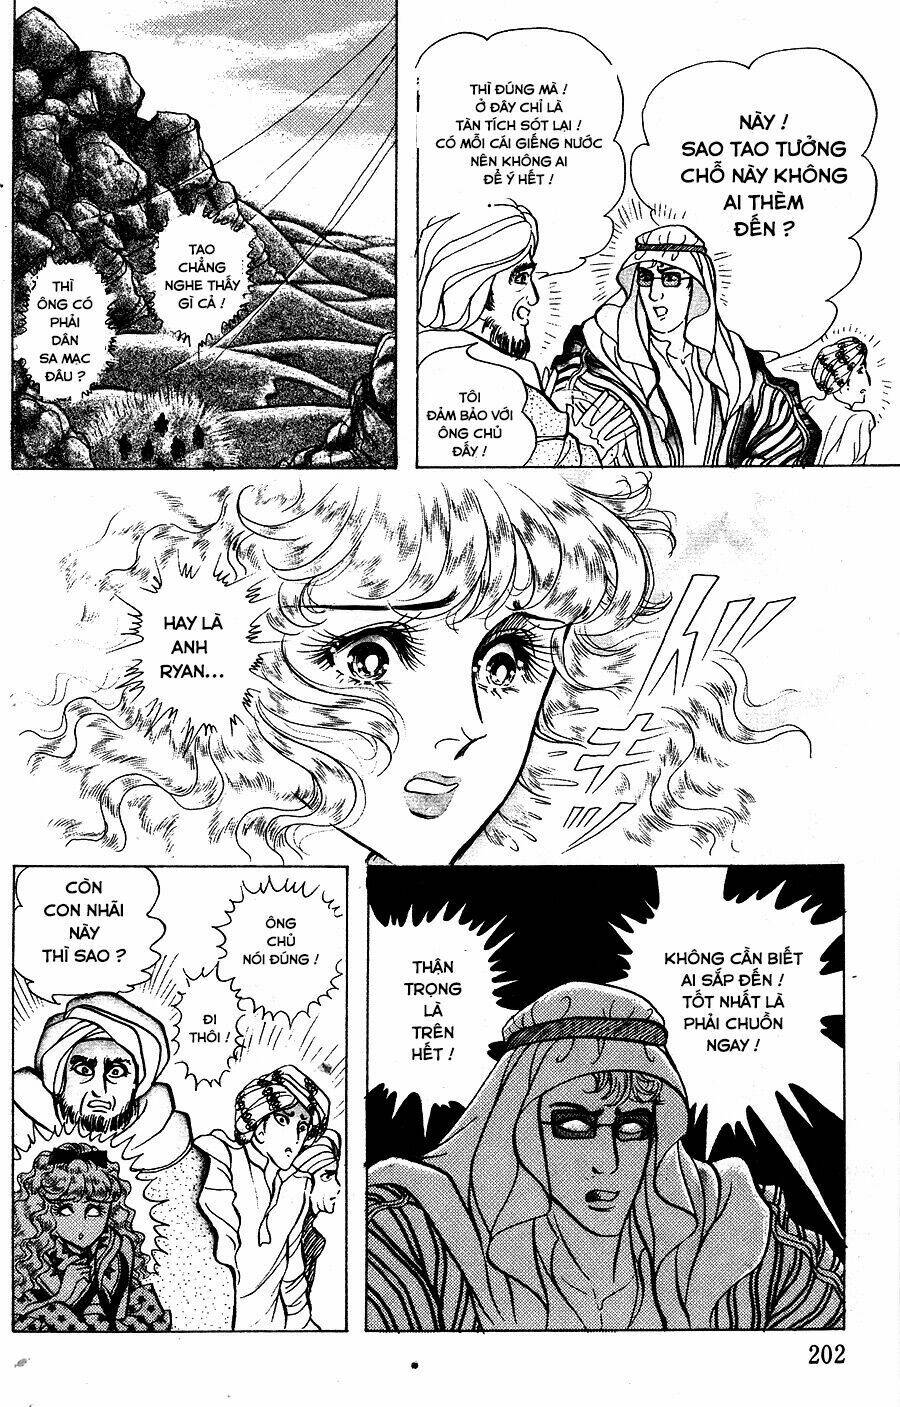 TAO
CHẲNG
NGHE THẤY
GÌ CẢ !
THÌ
ÔNG CÓ
PHẢI
DÂN
SA MẠC
ĐÂU ?
NÀY !
SAO TAO TƯỞNG
CHỖ NÀY KHÔNG
AI THÈM
ĐẾN ?
THÌ ĐÚNG MÀ !
Ở ĐÂY CHỈ LÀ
TÀN TÍCH SÓT LẠI !
CÓ MỖI CÁI GIẾNG NƯỚC
NÊN KHÔNG AI
ĐỂ Ý HẾT !
TÔI
ĐẢM BẢO VỚI
ÔNG CHỦ
ĐẤY !
HAY LÀ
ANH
RYAN...
ドキッ
CÒN
CON NHÃI
NÀY
THÌ SAO ?
ÔNG
CHỦ
NÓI ĐÚNG !
ĐI
THÔI !
THẬN
TRỌNG
LÀ
TRÊN
HẾT !
KHÔNG CẦN BIẾT
AI SẮP ĐẾN !
TỐT NHẤT LÀ
PHẢI CHUỒN
NGAY !
202